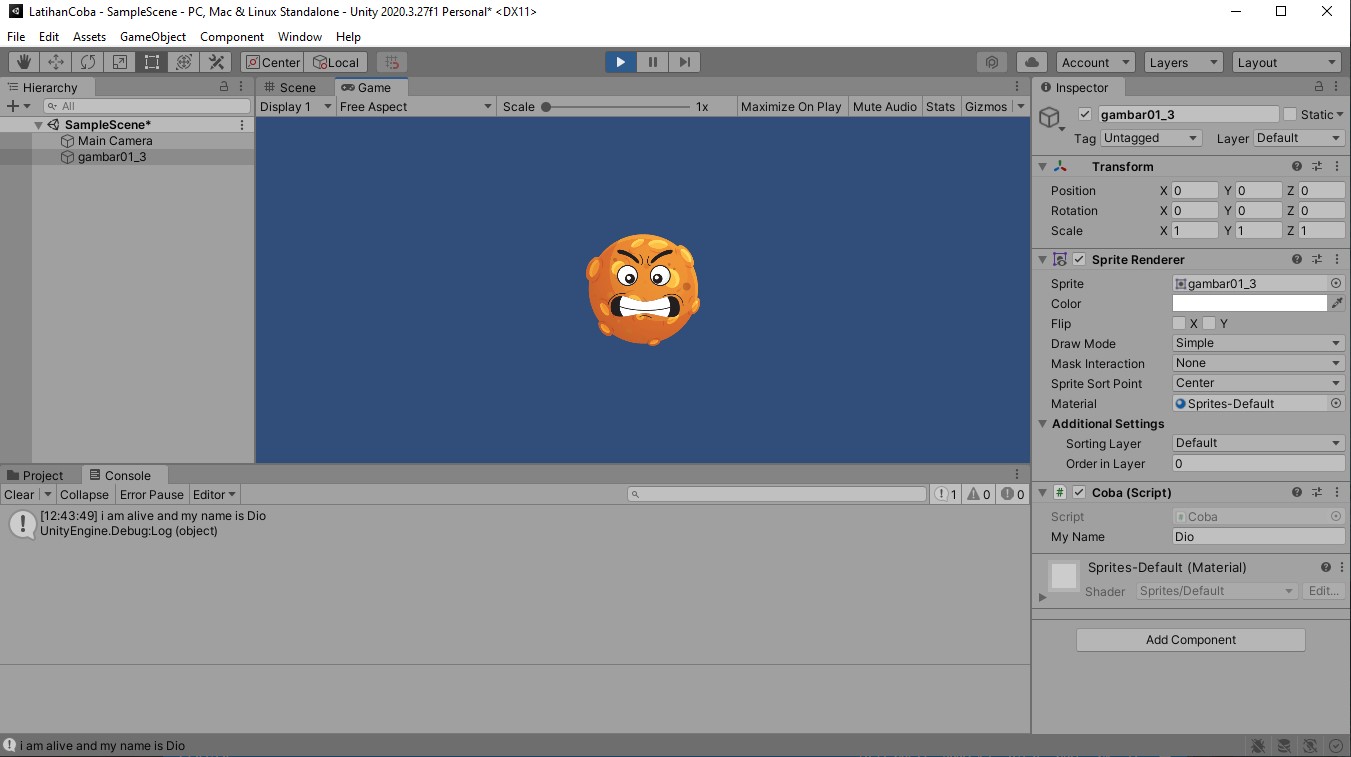 LatihanCoba - SampleScene - PC, Mac & Linux Standalone - Unity 2020.3.27f1 Personal* <DX11>
File Edit Assets GameObject Component Window Help
Center Local Account Layers Layout
Hierarchy
All
SampleScene*
Main Camera
gambar01_3
Scene Game
Display 1 Free Aspect Scale 1x Maximize On Play Mute Audio Stats Gizmos
Inspector
gambar01_3 Static
Tag Untagged Layer Default
Transform
Position X 0 Y 0 Z 0
Rotation X 0 Y 0 Z 0
Scale X 1 Y 1 Z 1
Sprite Renderer
Sprite gambar01_3
Color
Flip X Y
Draw Mode Simple
Mask Interaction None
Sprite Sort Point Center
Material Sprites-Default
Additional Settings
Sorting Layer Default
Order in Layer 0
# Coba (Script)
Script Coba
My Name Dio
Sprites-Default (Material)
Shader Sprites/Default Edit...
Add Component
Project Console
Clear Collapse Error Pause Editor 1 0 0
[12:43:49] i am alive and my name is Dio
UnityEngine.Debug:Log (object)
i am alive and my name is Dio